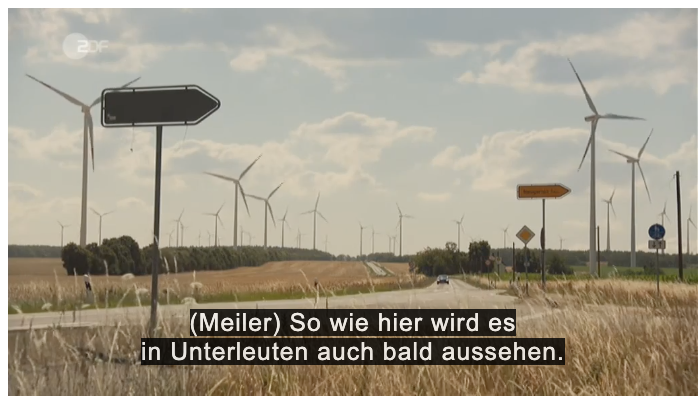 ZDF
(Meiler) So wie hier wird es
in Unterleuten auch bald aussehen.